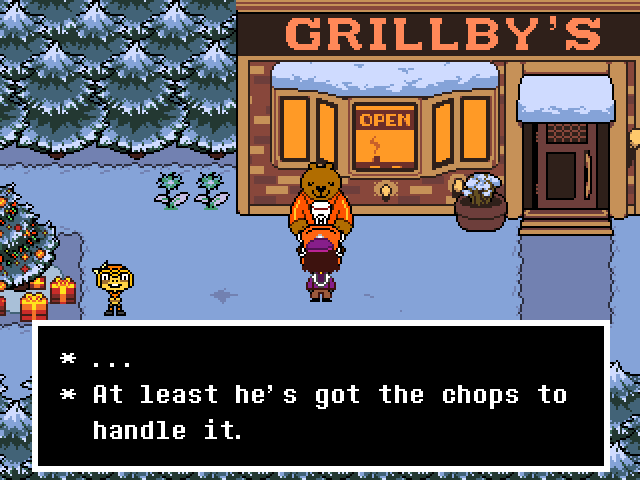 GRILLBY'S
OPEN
* ...
* At least he's got the chops to
handle it.